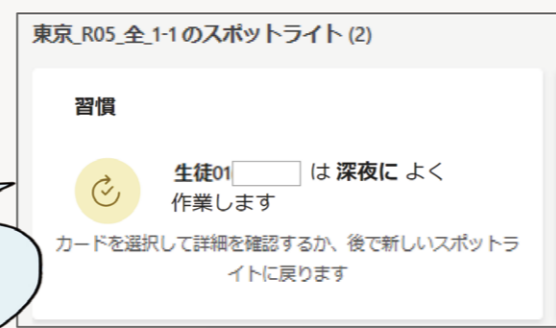 東京_R05_全_1-1 のスポットライト (2)
習慣
生徒01 は 深夜に よく
作業します
カードを選択して詳細を確認するか、後で新しいスポットラ
イトに戻ります